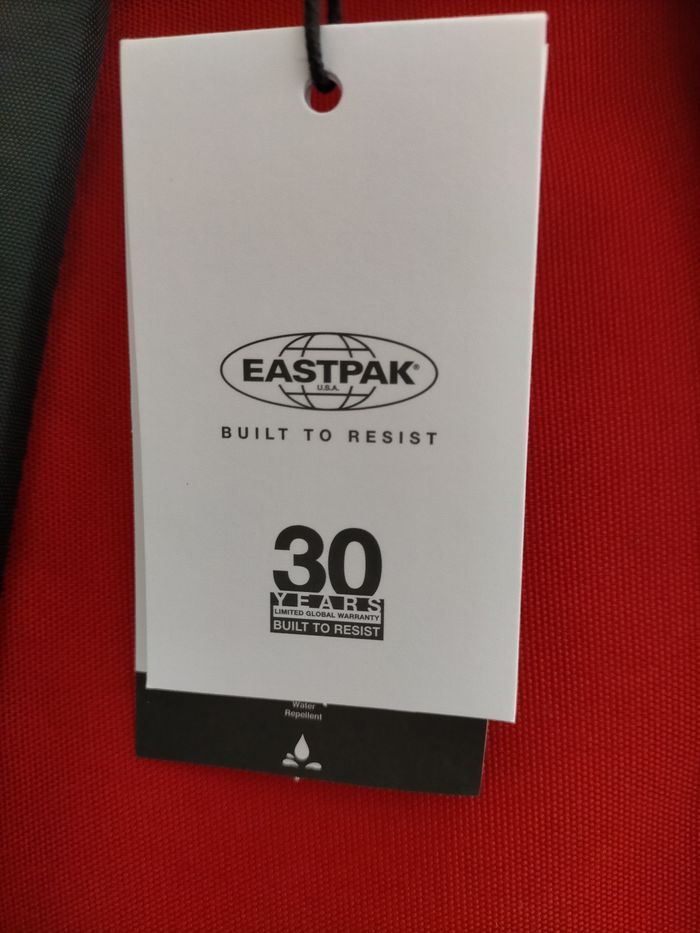 EASTPAK®
U.S.A.
BUILT TO RESIST
30
YEARS
LIMITED GLOBAL WARRANTY
BUILT TO RESIST
Water
Repellent